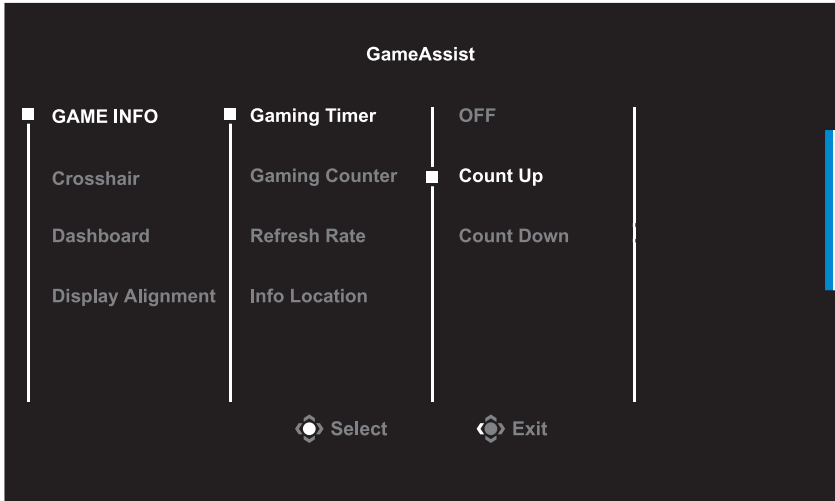 GameAssist
GAME INFO
Crosshair
Dashboard
Display Alignment
Gaming Timer
Gaming Counter
Refresh Rate
Info Location
OFF
Count Up
Count Down
Select
Exit